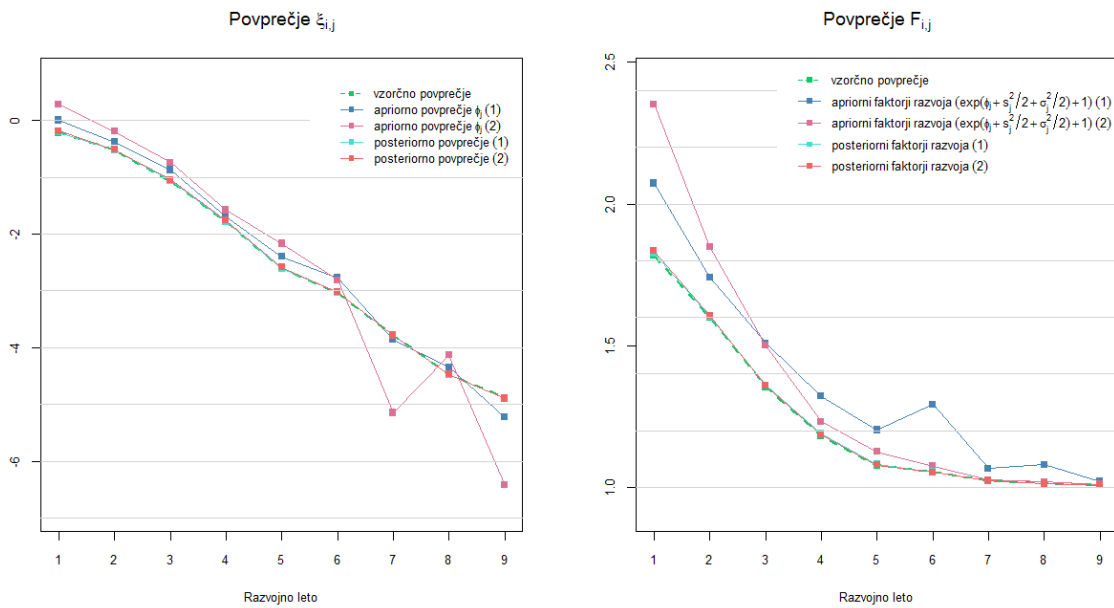 Povprečje ξi,j
0
-2
-4
-6
vzorčno povprečje
apriorno povprečje ϕj (1)
apriorno povprečje ϕj (2)
posteriorno povprečje (1)
posteriorno povprečje (2)
1 2 3 4 5 6 7 8 9
Razvojno leto
Povprečje Fi,j
2.5
2.0
1.5
1.0
vzorčno povprečje
apriorni faktorji razvoja (exp(ϕj + sj²/2 + σj²/2) + 1) (1)
apriorni faktorji razvoja (exp(ϕj + sj²/2 + σj²/2) + 1) (2)
posteriorni faktorji razvoja (1)
posteriorni faktorji razvoja (2)
1 2 3 4 5 6 7 8 9
Razvojno leto